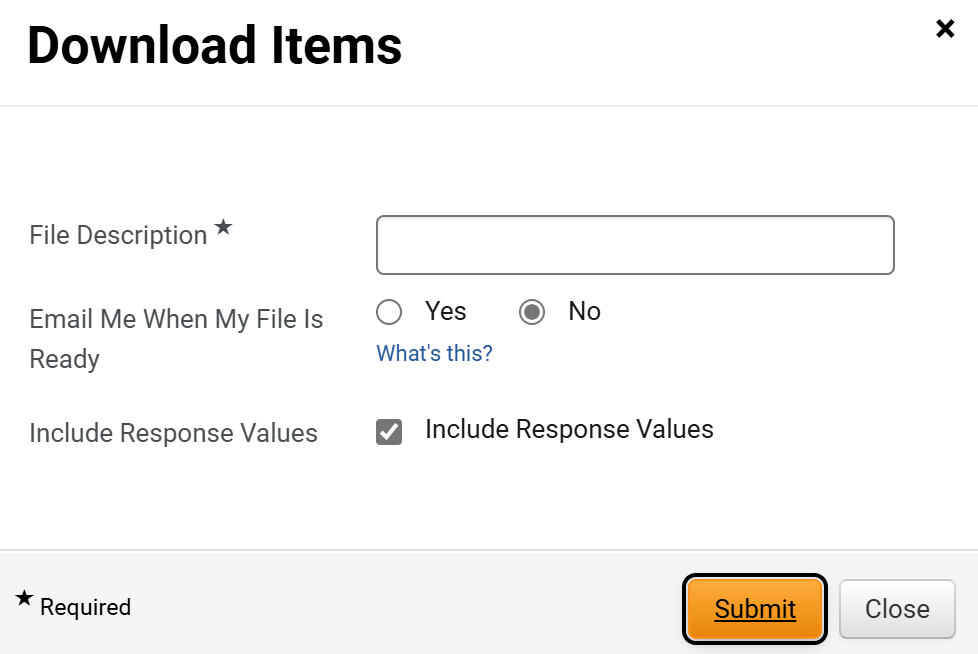 Download Items
File Description ★
Email Me When My File Is
Ready
Yes No
What's this?
Include Response Values
Include Response Values
★ Required
Submit
Close